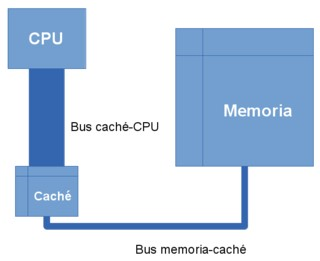 CPU
Memoria
Bus caché-CPU
Caché
Bus memoria-caché